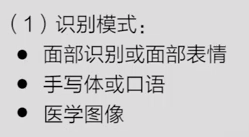 （1）识别模式：
● 面部识别或面部表情
● 手写体或口语
● 医学图像